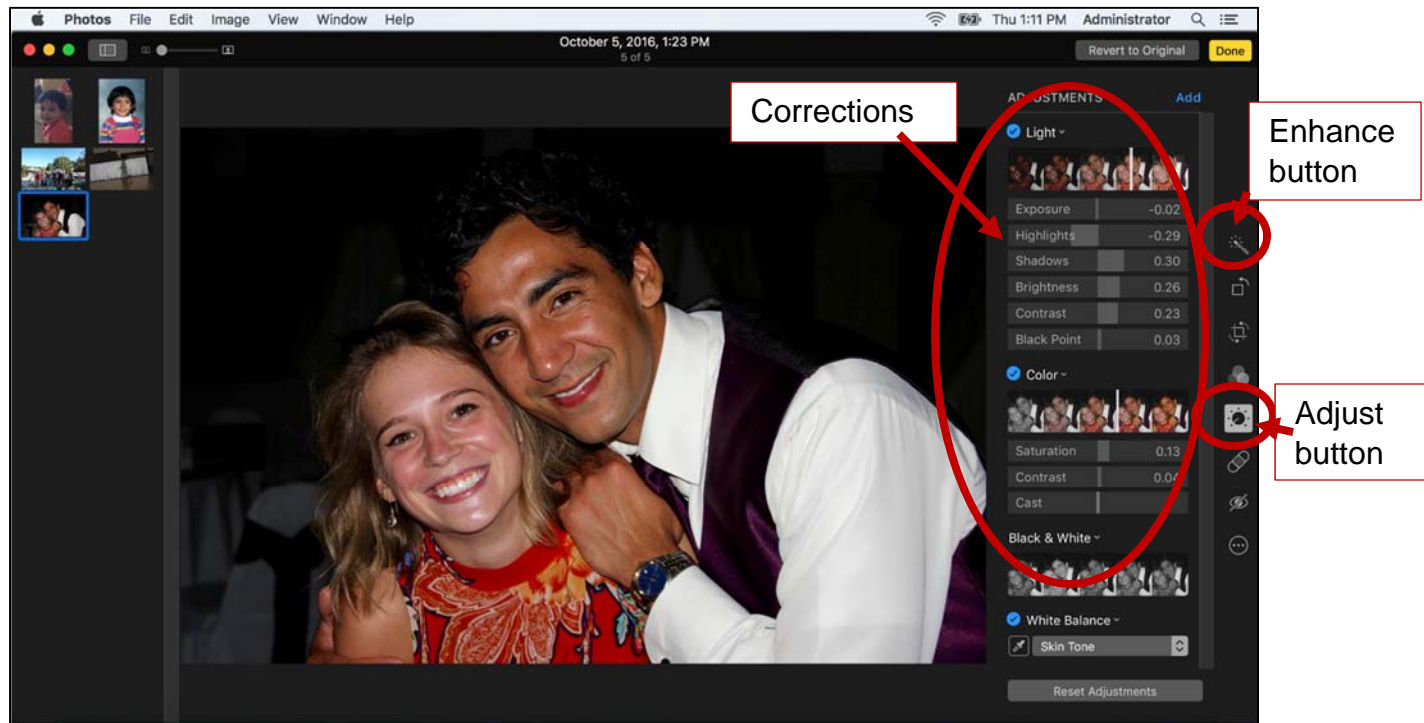 Photos File Edit Image View Window Help Thu 1:11 PM Administrator
October 5, 2016, 1:23 PM
5 of 5
Revert to Original
Done
Corrections
ADJUSTMENTS Add
Enhance
button
Light
Exposure -0.02
Highlights -0.29
Shadows 0.30
Brightness 0.26
Contrast 0.23
Black Point 0.03
Color
Adjust
button
Saturation 0.13
Contrast 0.04
Cast
Black & White
White Balance
Skin Tone
Reset Adjustments